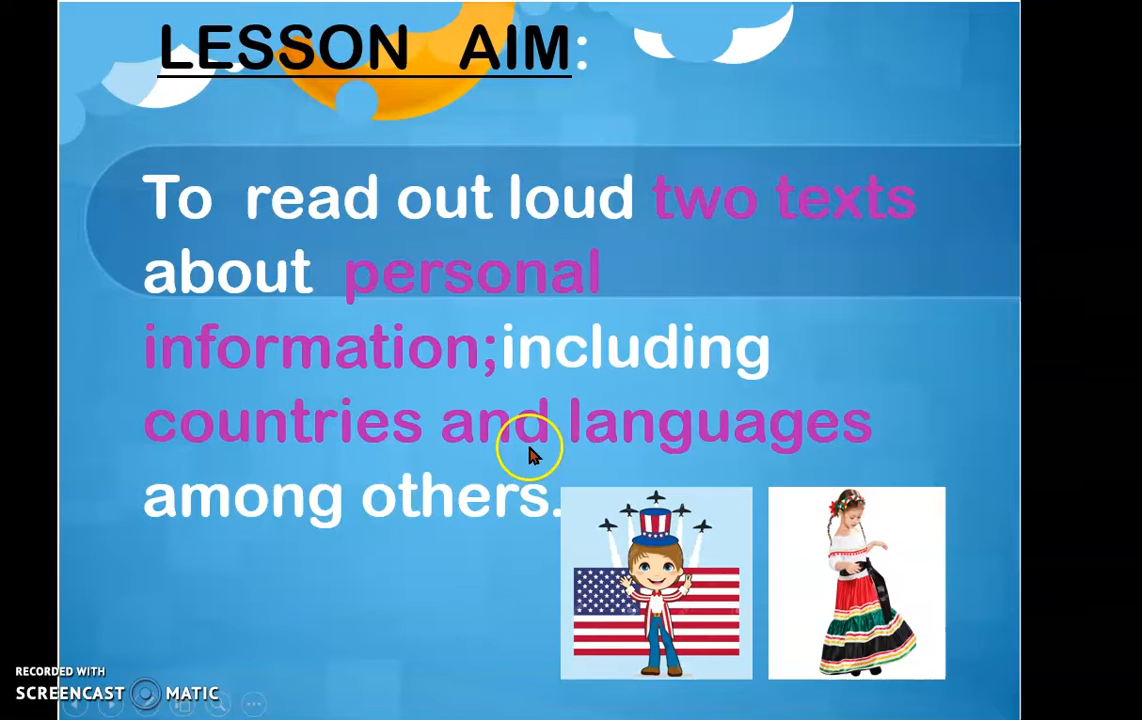 LESSON AIM:
To read out loud two texts
about personal
information;including
countries and languages
among others.
RECORDED WITH
SCREENCAST MATIC